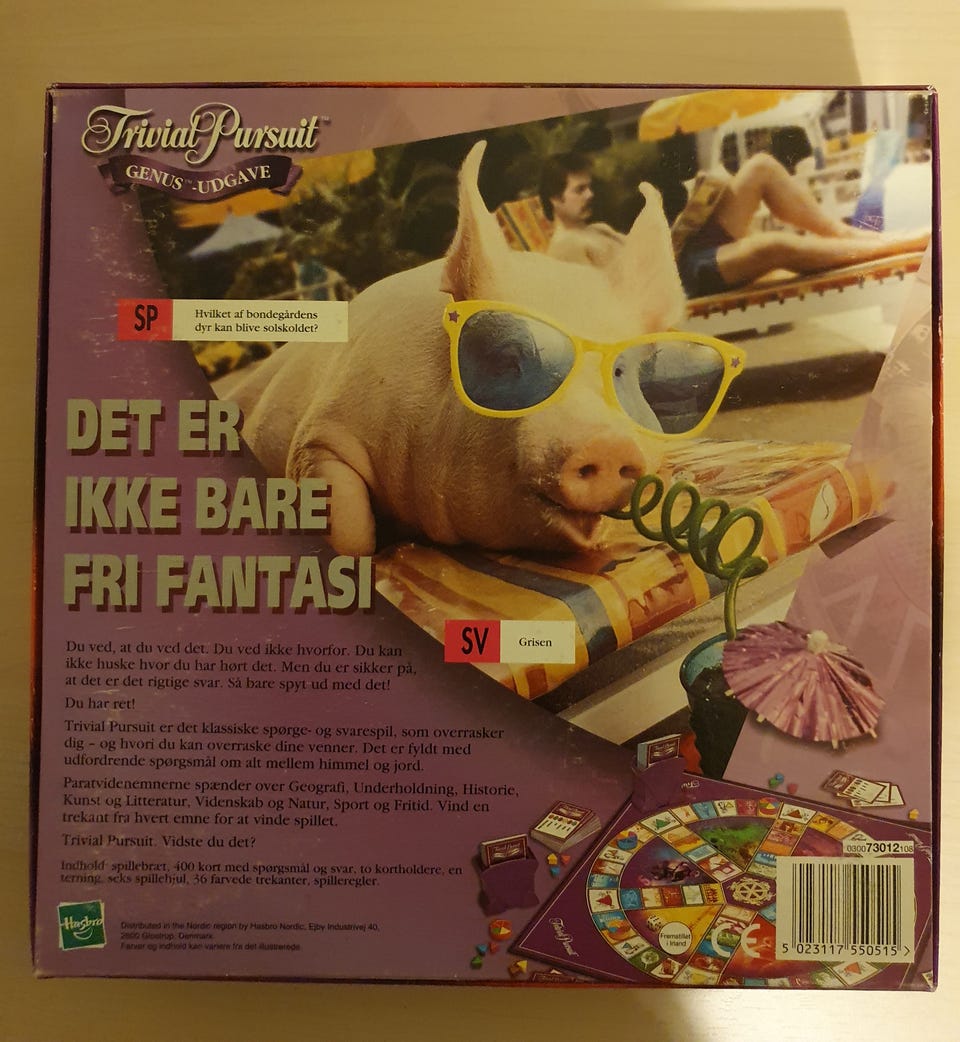 Trivial Pursuit™
GENUS™-UDGAVE
SP
Hvilket af bondegårdens
dyr kan blive solskoldet?
DET ER
IKKE BARE
FRI FANTASI
SV
Grisen
Du ved, at du ved det. Du ved ikke hvorfor. Du kan
ikke huske hvor du har hørt det. Men du er sikker på,
at det er det rigtige svar. Så bare spyt ud med det!
Du har ret!
Trivial Pursuit er det klassiske spørge- og svarespil, som overrasker
dig – og hvori du kan overraske dine venner. Det er fyldt med
udfordrende spørgsmål om alt mellem himmel og jord.
Paratvidenemnerne spænder over Geografi, Underholdning, Historie,
Kunst og Litteratur, Videnskab og Natur, Sport og Fritid. Vind en
trekant fra hvert emne for at vinde spillet.
Trivial Pursuit. Vidste du det?
Indhold: spillebræt, 400 kort med spørgsmål og svar, to kortholdere, en
terning, seks spillehjul, 36 farvede trekanter, spilleregler.
Hasbro
Distributed in the Nordic region by Hasbro Nordic, Ejby Industrivej 40,
2600 Glostrup, Denmark.
Farver og indhold kan variere fra det illustrerede.
Trivial Pursuit
Fremstillet
i Irland
CE
030073012108
5 023117 550515 >